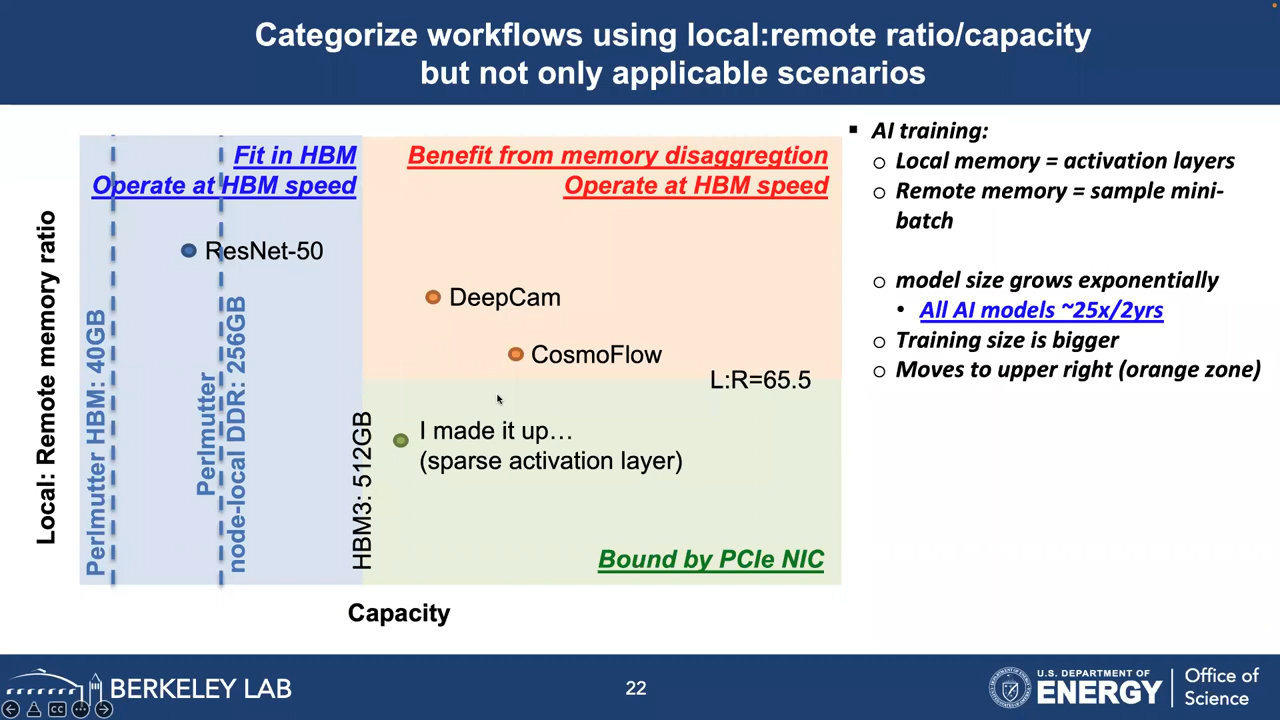 Categorize workflows using local:remote ratio/capacity
but not only applicable scenarios
Fit in HBM
Operate at HBM speed
Benefit from memory disaggregtion
Operate at HBM speed
ResNet-50
DeepCam
CosmoFlow
L:R=65.5
I made it up…
(sparse activation layer)
Bound by PCIe NIC
Local: Remote memory ratio
Perlmutter HBM: 40GB
Perlmutter
node-local DDR: 256GB
HBM3: 512GB
Capacity
▪ AI training:
o Local memory = activation layers
o Remote memory = sample mini-
batch
o model size grows exponentially
• All AI models ~25x/2yrs
o Training size is bigger
o Moves to upper right (orange zone)
BERKELEY LAB
22
U.S. DEPARTMENT OF
ENERGY
Office of
Science
CC